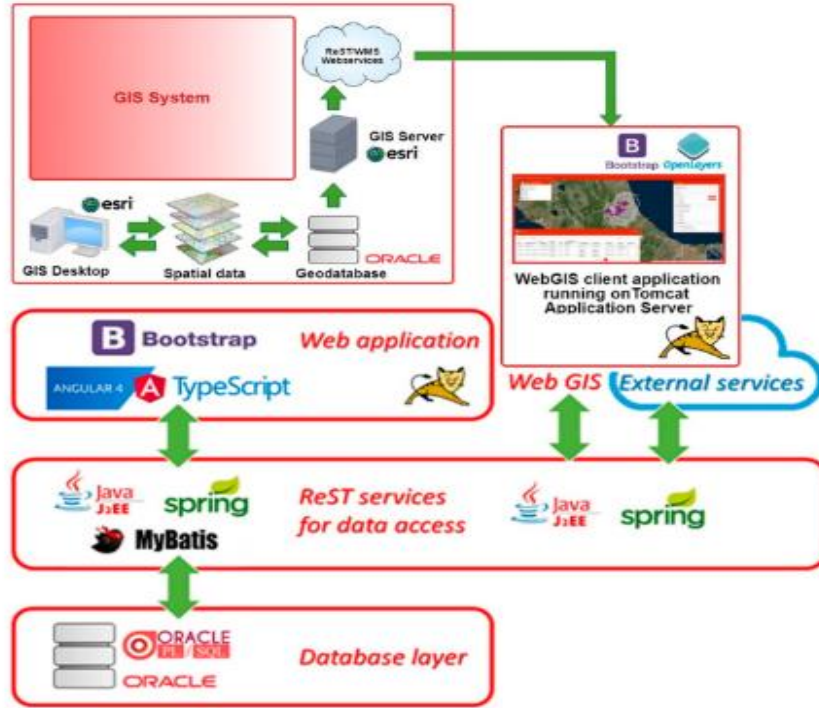 ReST/WMS
Webservices
GIS System
GIS Server
esri
esri
GIS Desktop
Spatial data
Geodatabase
ORACLE
B
Bootstrap
OpenLayers
WebGIS client application
running onTomcat
Application Server
B
Bootstrap
Web application
ANGULAR 4
A
TypeScript
Web GIS
External services
Java
J2EE
spring
MyBatis
ReST services
for data access
Java
J2EE
spring
ORACLE
PL/SQL
ORACLE
Database layer